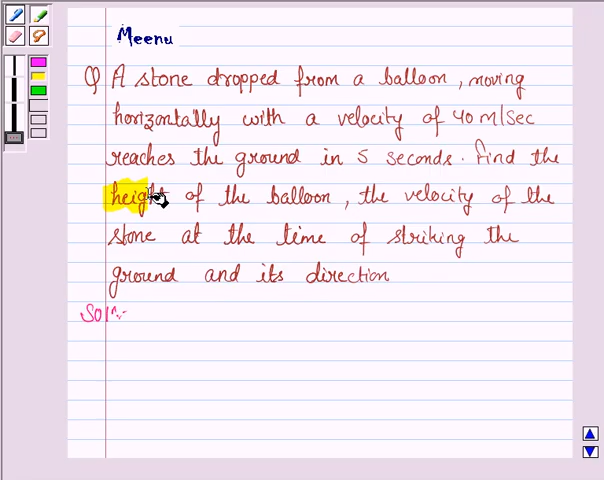 Meenu
Q A stone dropped from a balloon, moving
horizontally with a velocity of 40 m/sec
reaches the ground in 5 seconds. Find the
height of the balloon, the velocity of the
stone at the time of striking the
ground and its direction
Solⁿ:-